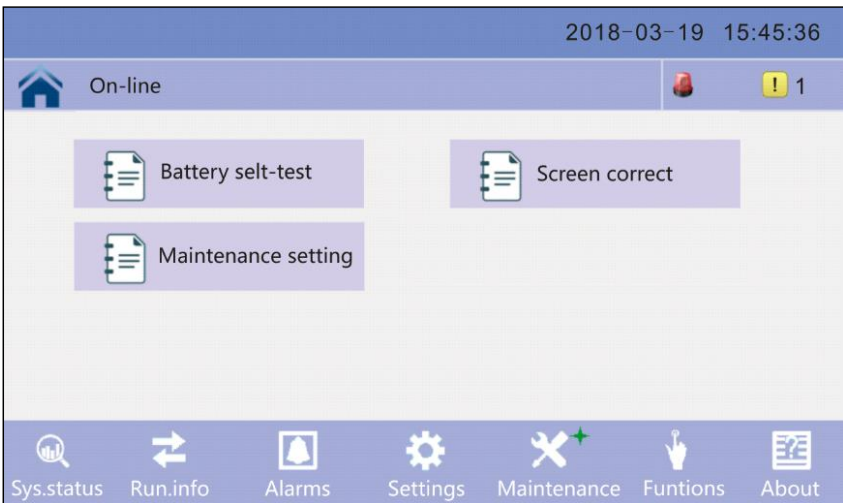 2018-03-19 15:45:36
On-line ! 1
Battery selt-test Screen correct
Maintenance setting
Sys.status Run.info Alarms Settings Maintenance Funtions About